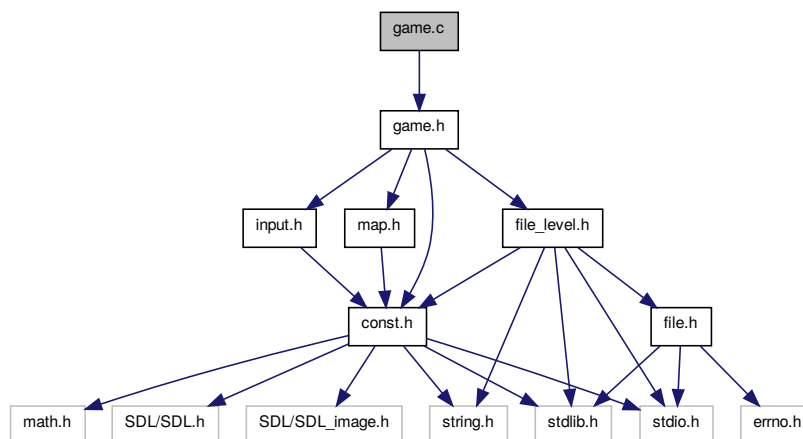 game.c
game.h
input.h
map.h
file_level.h
const.h
file.h
math.h
SDL/SDL.h
SDL/SDL_image.h
string.h
stdlib.h
stdio.h
errno.h